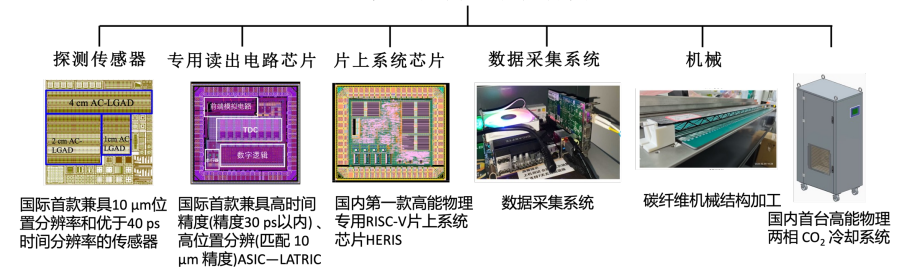 探测传感器
专用读出电路芯片
片上系统芯片
数据采集系统
机械
4 cm AC-LGAD
2 cm AC-
LGAD
1cm AC-
LGAD
前端模拟电路
TDC
数字逻辑
国际首款兼具10 μm位
置分辨率和优于40 ps
时间分辨率的传感器
国际首款兼具高时间
精度(精度30 ps以内)、
高位置分辨(匹配 10
μm 精度)ASIC—LATRIC
国内第一款高能物理
专用RISC-V片上系统
芯片HERIS
数据采集系统
碳纤维机械结构加工
国内首台高能物理
两相 CO₂ 冷却系统